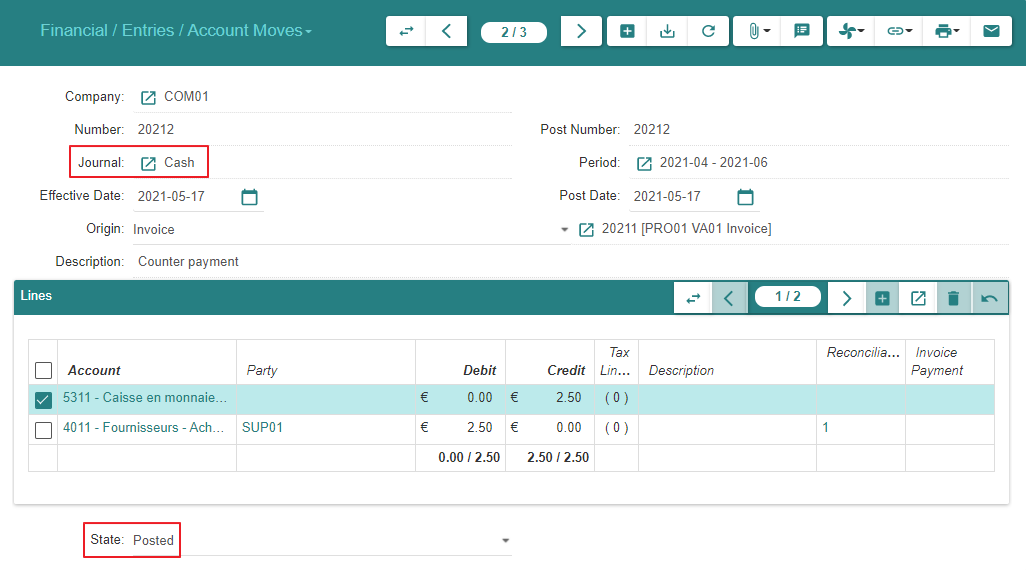 Financial / Entries / Account Moves
2 / 3
Company: COM01
Number: 20212
Post Number: 20212
Journal: Cash
Period: 2021-04 - 2021-06
Effective Date: 2021-05-17
Post Date: 2021-05-17
Origin: Invoice
20211 [PRO01 VA01 Invoice]
Description: Counter payment
Lines
1 / 2
Account Party Debit Credit Tax Lin... Description Reconcilia... Invoice Payment
5311 - Caisse en monnaie... € 0.00 € 2.50 ( 0 )
4011 - Fournisseurs - Ach... SUP01 € 2.50 € 0.00 ( 0 ) 1
0.00 / 2.50 2.50 / 2.50
State: Posted